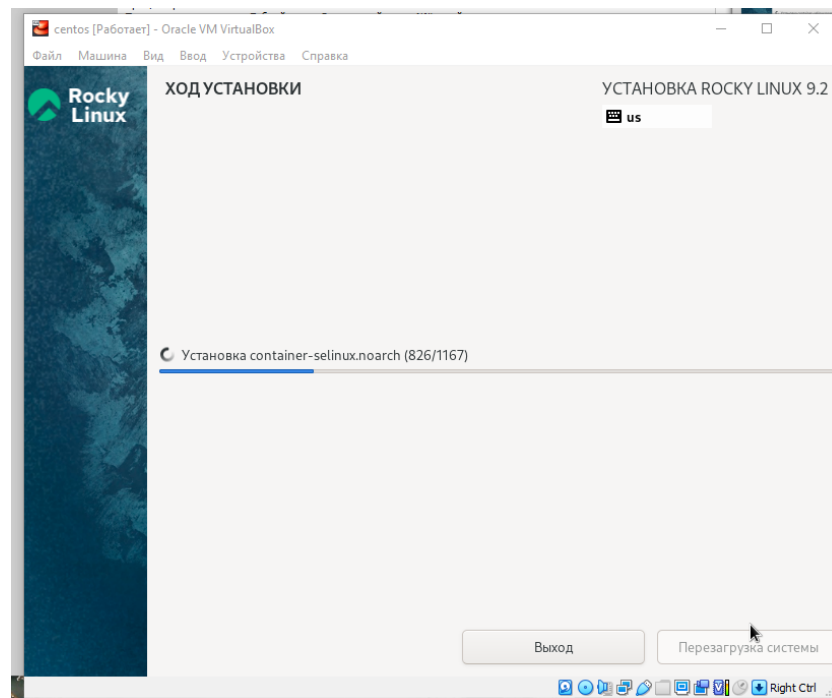 centos [Работает] - Oracle VM VirtualBox
Файл Машина Вид Ввод Устройства Справка
Rocky
Linux
ХОД УСТАНОВКИ
УСТАНОВКА ROCKY LINUX 9.2
us
Установка container-selinux.noarch (826/1167)
Выход
Перезагрузка системы
Right Ctrl